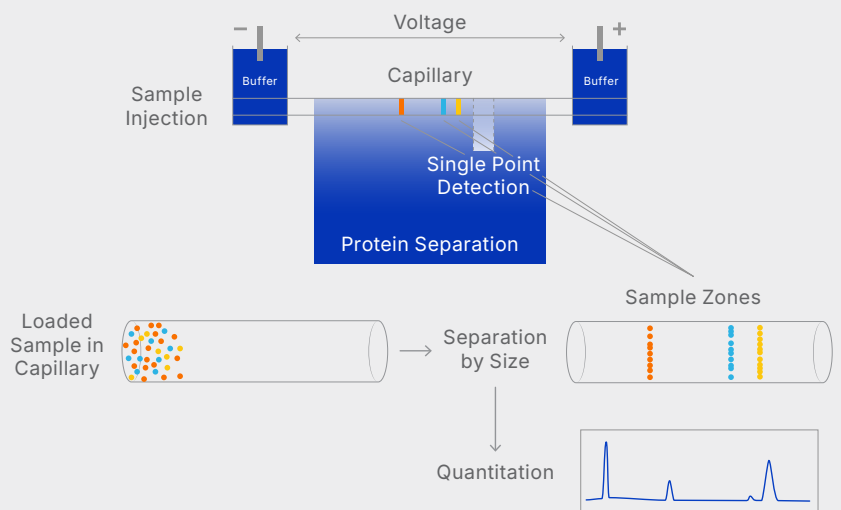 Voltage
−
+
Buffer
Capillary
Buffer
Sample
Injection
Single Point
Detection
Protein Separation
Sample Zones
Loaded
Sample in
Capillary
Separation
by Size
Quantitation